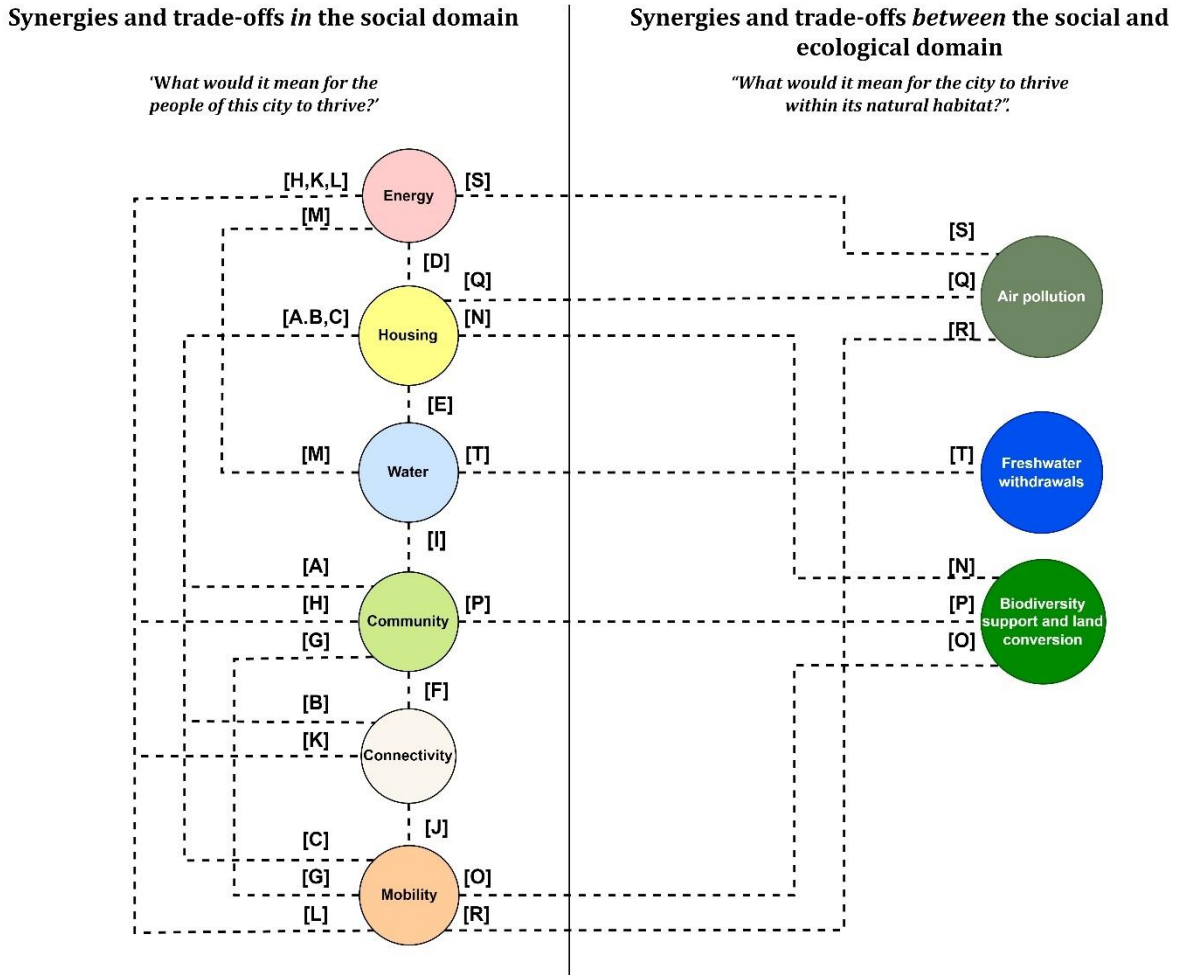 Synergies and trade-offs in the social domain
'What would it mean for the
people of this city to thrive?'
Synergies and trade-offs between the social and
ecological domain
"What would it mean for the city to thrive
within its natural habitat?".
[H,K,L]
Energy
[S]
[M]
[D]
[Q]
[A.B,C]
Housing
[N]
[E]
[M]
Water
[T]
[I]
[A]
[H]
Community
[P]
[G]
[F]
[B]
[K]
Connectivity
[J]
[C]
[G]
Mobility
[O]
[L]
[R]
[S]
[Q]
Air pollution
[R]
[T]
Freshwater
withdrawals
[N]
[P]
[O]
Biodiversity
support and land
conversion